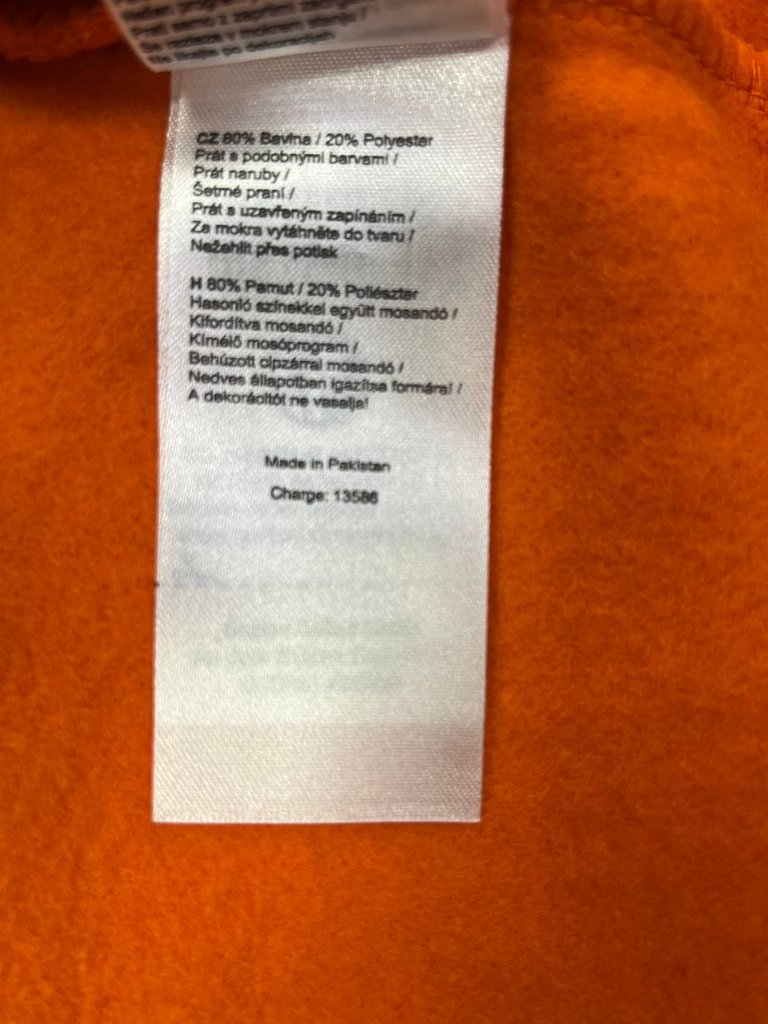 CZ 80% Bavlna / 20% Polyester
Prát s podobnými barvami /
Prát naruby /
Šetrné praní /
Prát s uzavřeným zapínáním /
Za mokra vytáhněte do tvaru /
Nežehlit přes potisk
H 80% Pamut / 20% Poliészter
Hasonló színekkel együtt mosandó /
Kifordítva mosandó /
Kímélő mosóprogram /
Behúzott cipzárral mosandó /
Nedves állapotban igazítsa formára! /
A dekorációtól ne vasalja!
Made in Pakistan
Charge: 13586